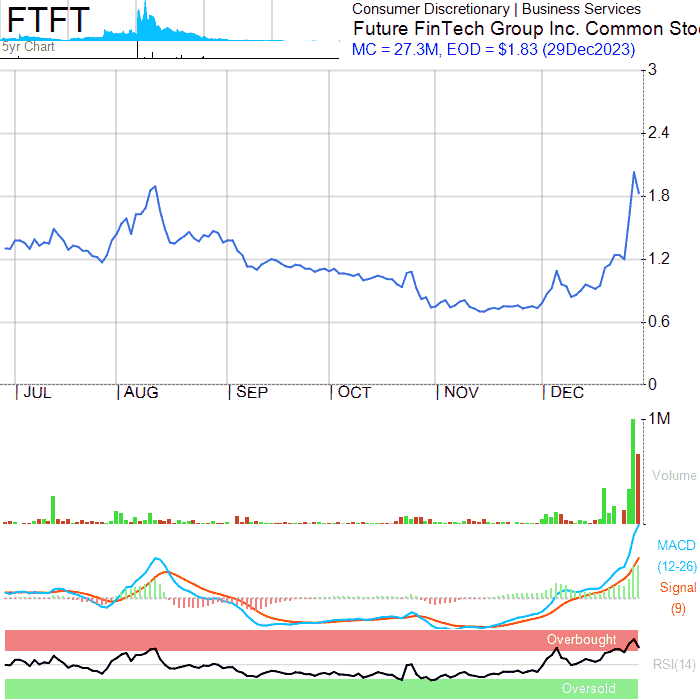 FTFT
5yr Chart
Consumer Discretionary | Business Services
Future FinTech Group Inc. Common Stoc
MC = 27.3M, EOD = $1.83 (29Dec2023)
3
2.4
1.8
1.2
0.6
0
JUL AUG SEP OCT NOV DEC
1M
Volume
MACD
(12-26)
Signal
(9)
Overbought
RSI(14)
Oversold